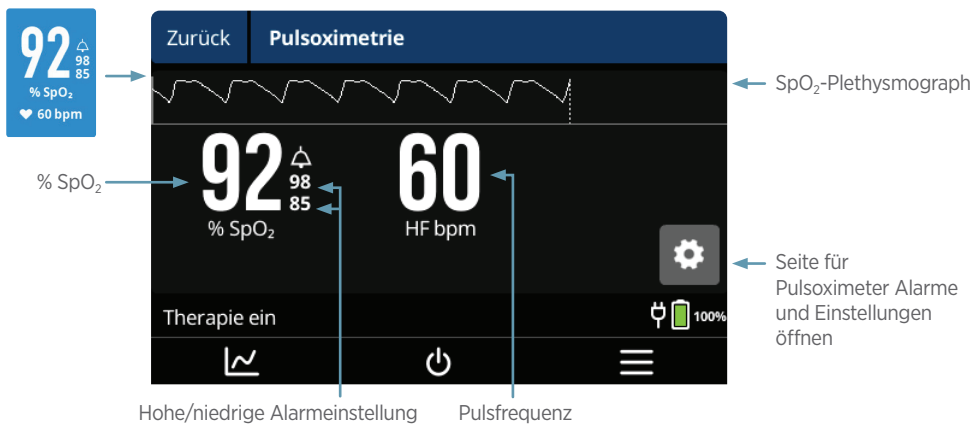 92
98
85
% SpO₂
60 bpm
Zurück Pulsoximetrie
SpO₂-Plethysmograph
% SpO₂
92
98
85
% SpO₂
60
HF bpm
Seite für
Pulsoximeter Alarme
und Einstellungen
öffnen
Therapie ein
100%
Hohe/niedrige Alarmeinstellung
Pulsfrequenz